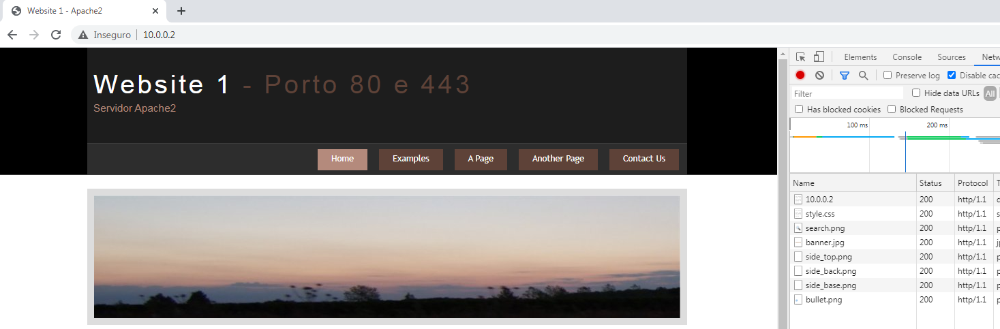 Website 1 - Apache2
Inseguro 10.0.0.2
Website 1 - Porto 80 e 443
Servidor Apache2
Home Examples A Page Another Page Contact Us
Elements Console Sources Netw
Preserve log Disable cac
Filter Hide data URLs All
Has blocked cookies Blocked Requests
100 ms 200 ms
Name Status Protocol T
10.0.0.2 200 http/1.1
style.css 200 http/1.1 s
search.png 200 http/1.1 p
banner.jpg 200 http/1.1 j
side_top.png 200 http/1.1 p
side_back.png 200 http/1.1 p
side_base.png 200 http/1.1 p
bullet.png 200 http/1.1 p